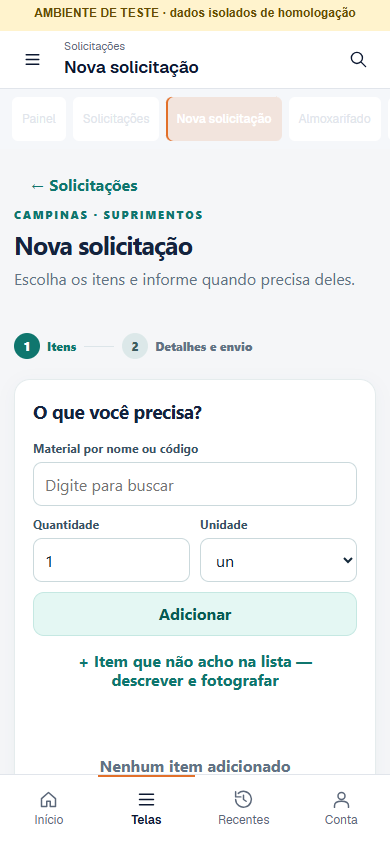 AMBIENTE DE TESTE · dados isolados de homologação
Solicitações
Nova solicitação
Painel
Solicitações
Nova solicitação
Almoxarifado
← Solicitações
CAMPINAS · SUPRIMENTOS
Nova solicitação
Escolha os itens e informe quando precisa deles.
1 Itens
2 Detalhes e envio
O que você precisa?
Material por nome ou código
Digite para buscar
Quantidade
Unidade
1
un
Adicionar
+ Item que não acho na lista —
descrever e fotografar
Nenhum item adicionado
Início
Telas
Recentes
Conta